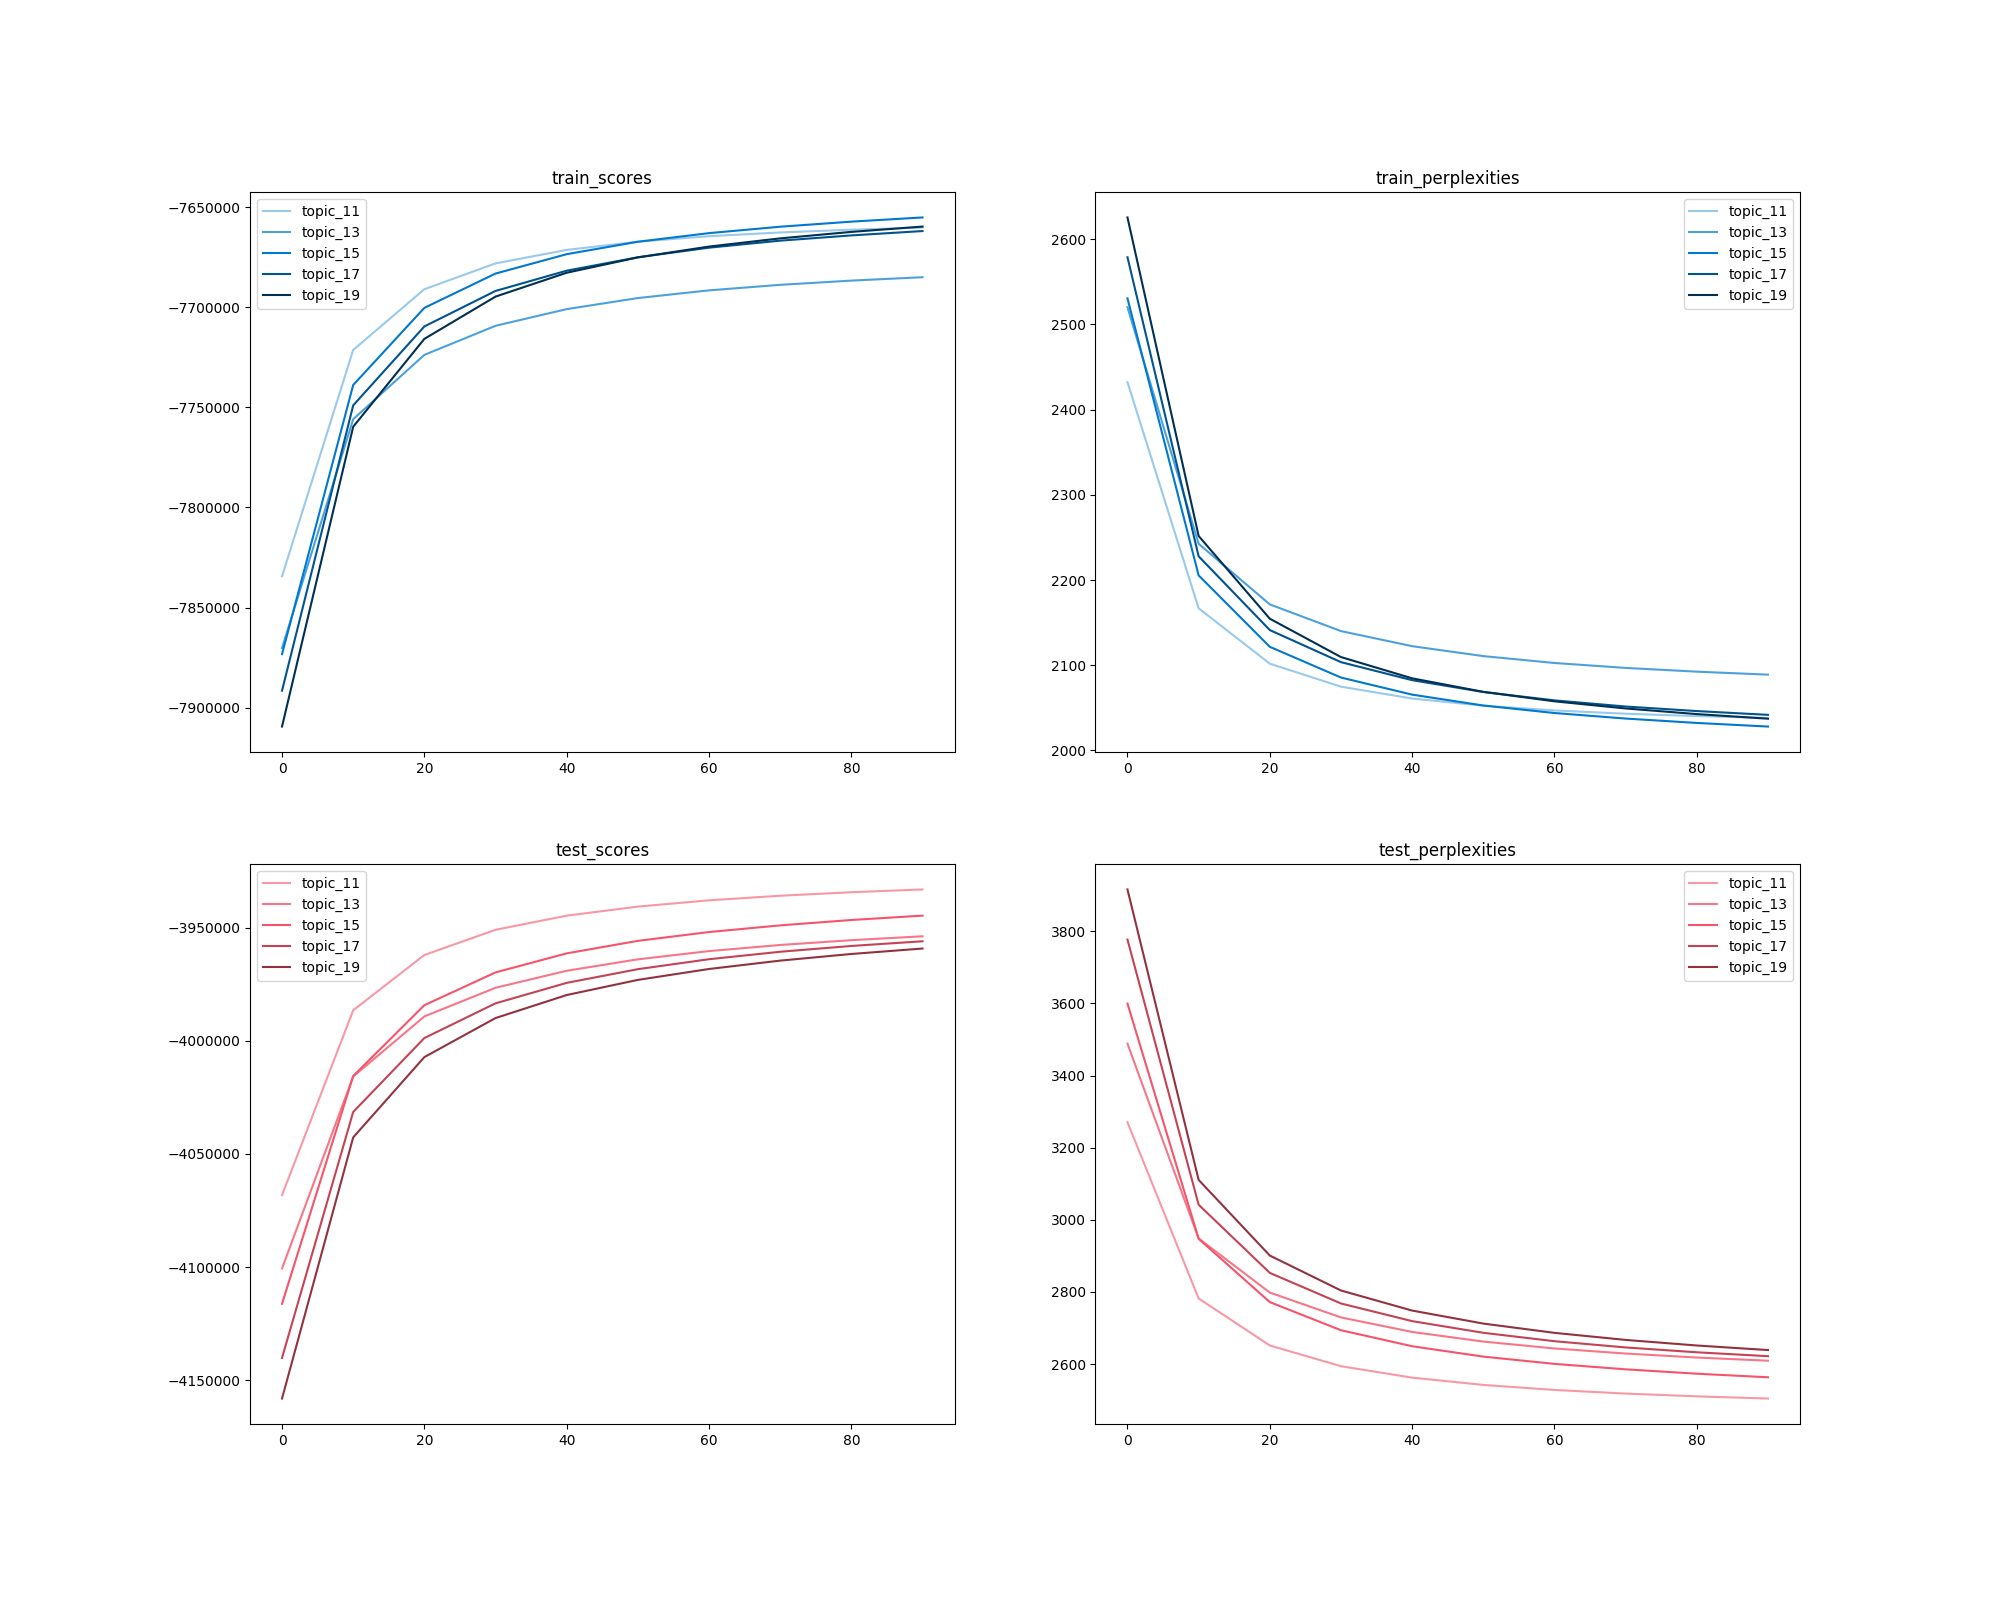 train_scores
−7650000
−7700000
−7750000
−7800000
−7850000
−7900000
0 20 40 60 80
topic_11
topic_13
topic_15
topic_17
topic_19
train_perplexities
2600
2500
2400
2300
2200
2100
2000
0 20 40 60 80
topic_11
topic_13
topic_15
topic_17
topic_19
test_scores
−3950000
−4000000
−4050000
−4100000
−4150000
0 20 40 60 80
topic_11
topic_13
topic_15
topic_17
topic_19
test_perplexities
3800
3600
3400
3200
3000
2800
2600
0 20 40 60 80
topic_11
topic_13
topic_15
topic_17
topic_19